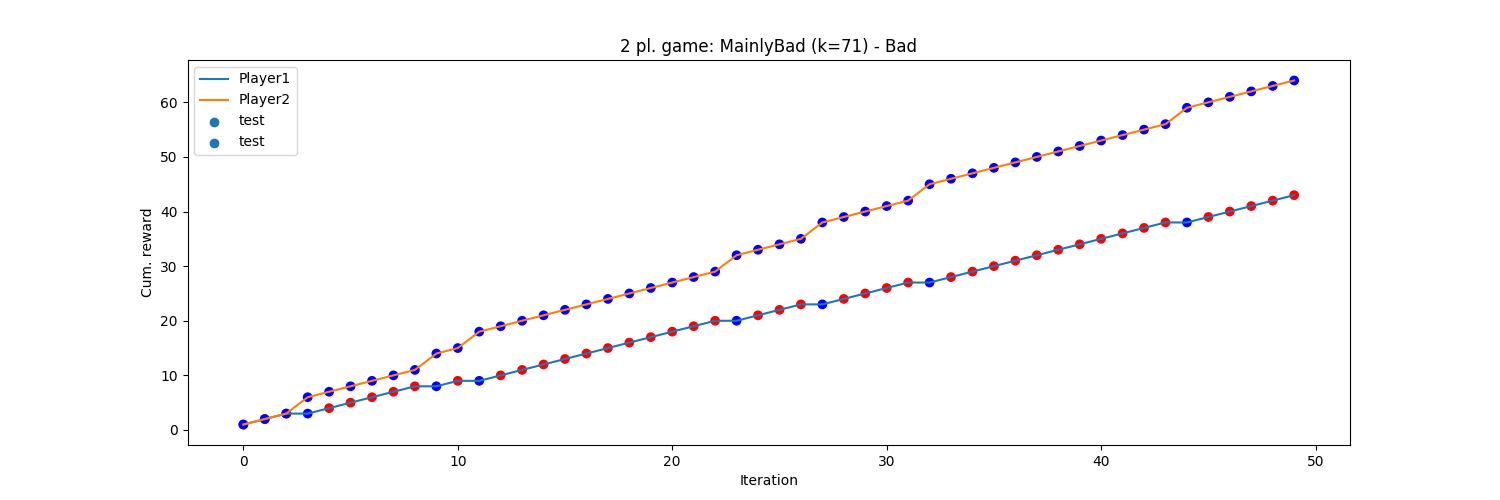 2 pl. game: MainlyBad (k=71) - Bad
Player1
Player2
test
test
Cum. reward
60
50
40
30
20
10
0
0 10 20 30 40 50
Iteration